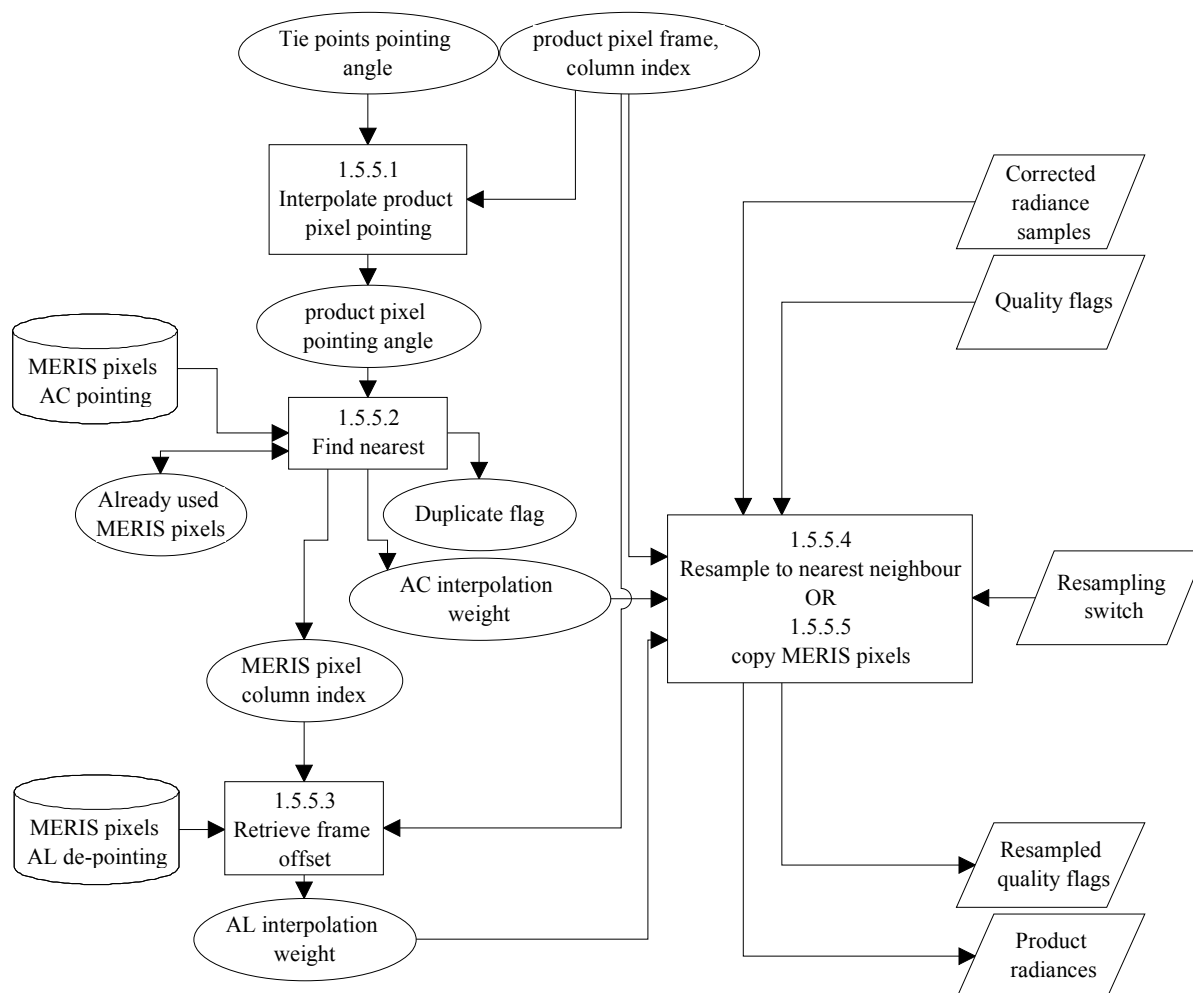 Tie points pointing
angle
product pixel frame,
column index
1.5.5.1
Interpolate product
pixel pointing
Corrected
radiance
samples
Quality flags
product pixel
pointing angle
MERIS pixels
AC pointing
1.5.5.2
Find nearest
Already used
MERIS pixels
Duplicate flag
AC interpolation
weight
1.5.5.4
Resample to nearest neighbour
OR
1.5.5.5
copy MERIS pixels
Resampling
switch
MERIS pixel
column index
MERIS pixels
AL de-pointing
1.5.5.3
Retrieve frame
offset
AL interpolation
weight
Resampled
quality flags
Product
radiances